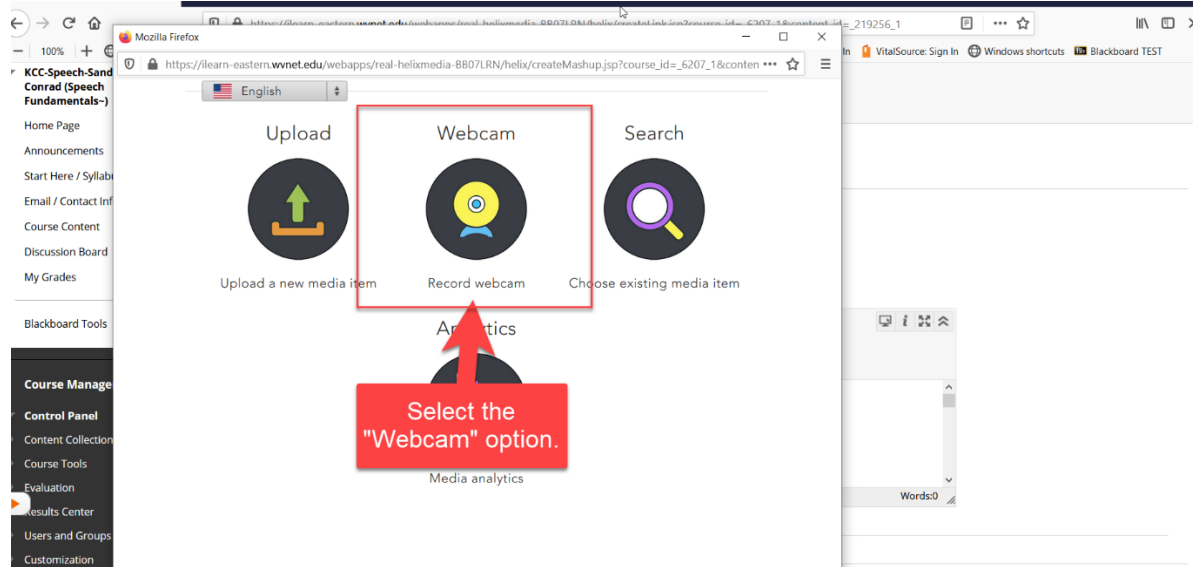 https://ilearn-eastern.wvnet.edu/webapps/real-helixmedia-BB07LRN/helix/createLink.jsp?course_id=_6207_1&content_id=_219256_1
Mozilla Firefox
100%
In VitalSource: Sign In Windows shortcuts Blackboard TEST
https://ilearn-eastern.wvnet.edu/webapps/real-helixmedia-BB07LRN/helix/createMashup.jsp?course_id=_6207_1&conten
KCC-Speech-Sand
Conrad (Speech
Fundamentals~)
Home Page
Announcements
Start Here / Syllab
Email / Contact Inf
Course Content
Discussion Board
My Grades
Blackboard Tools
Course Manage
Control Panel
Content Collection
Course Tools
Evaluation
Results Center
Users and Groups
Customization
English
Upload
Webcam
Search
Upload a new media item
Record webcam
Choose existing media item
Analytics
Select the
"Webcam" option.
Media analytics
Words:0